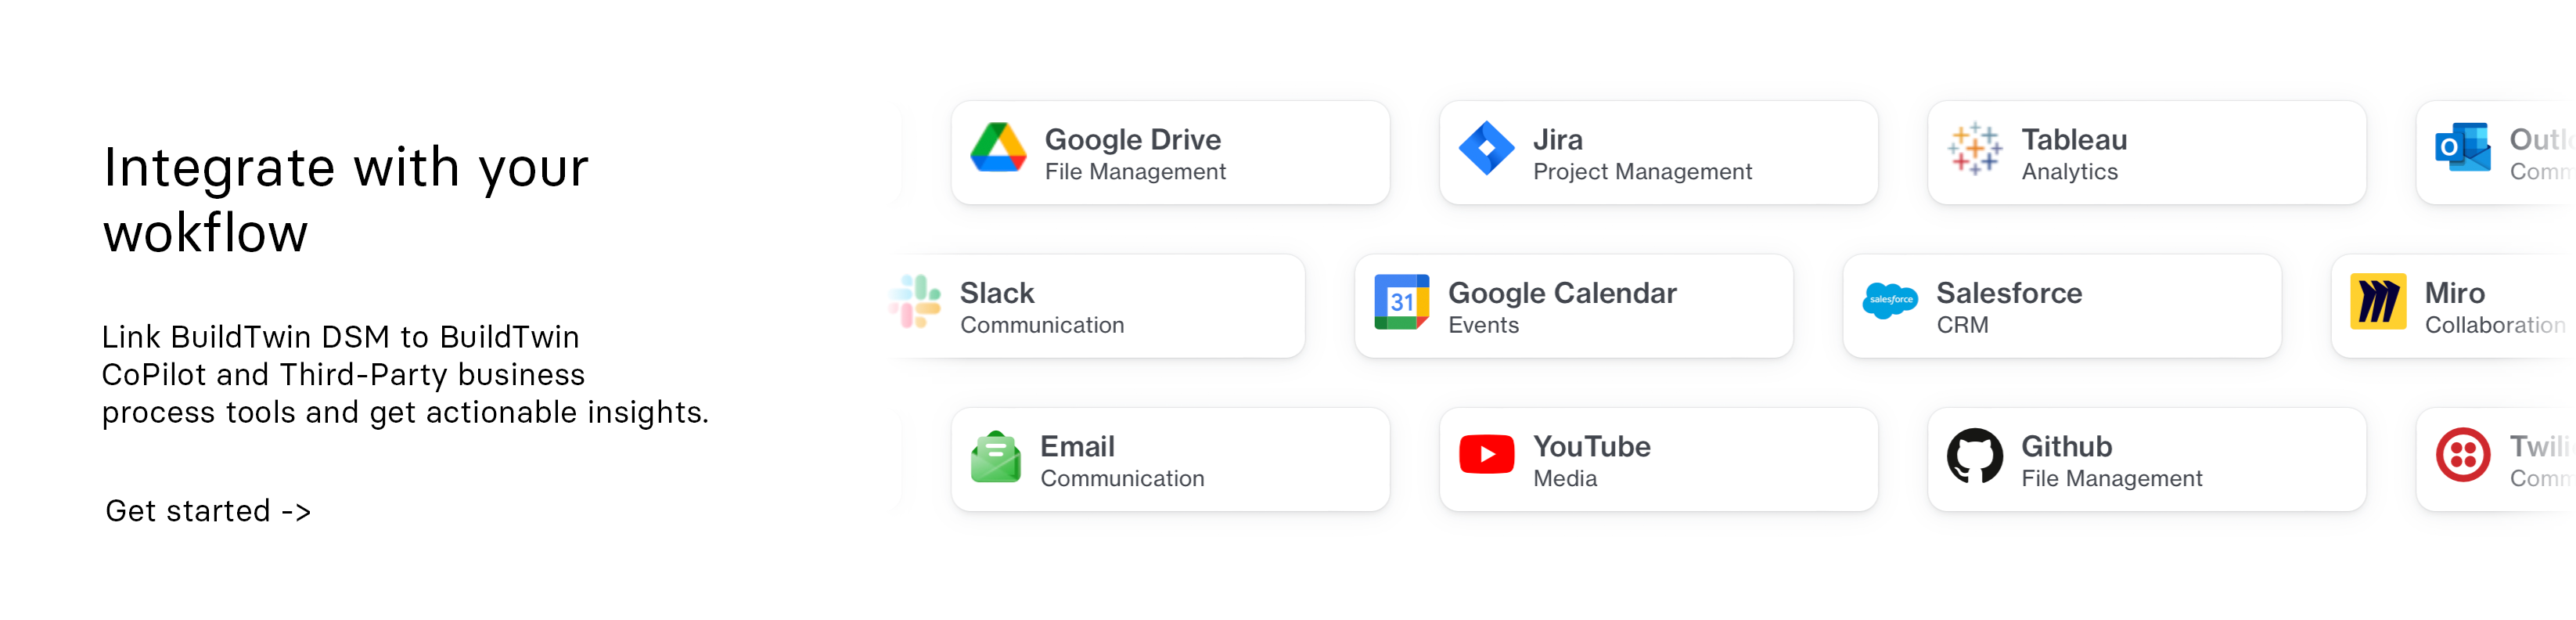 Integrate with your
wokflow
Link BuildTwin DSM to BuildTwin
CoPilot and Third-Party business
process tools and get actionable insights.
Get started ->
Google Drive
File Management
Jira
Project Management
Tableau
Analytics
O
Slack
Communication
31
Google Calendar
Events
salesforce
Salesforce
CRM
Miro
Collaboration
Email
Communication
YouTube
Media
Github
File Management